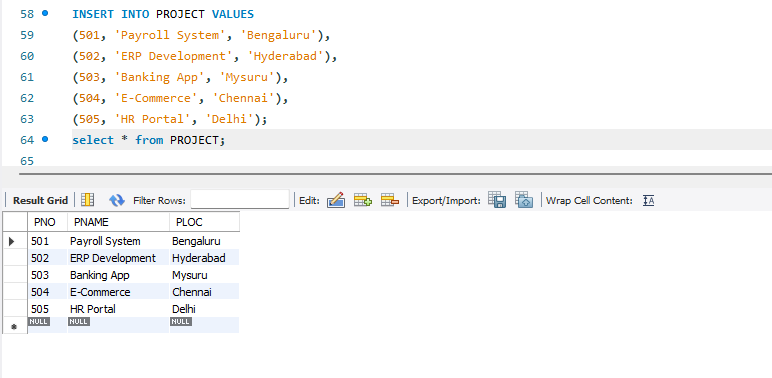 58 INSERT INTO PROJECT VALUES
59 (501, 'Payroll System', 'Bengaluru'),
60 (502, 'ERP Development', 'Hyderabad'),
61 (503, 'Banking App', 'Mysuru'),
62 (504, 'E-Commerce', 'Chennai'),
63 (505, 'HR Portal', 'Delhi');
64 select * from PROJECT;
65
Result Grid Filter Rows: Edit: Export/Import: Wrap Cell Content: IA
PNO PNAME PLOC
501 Payroll System Bengaluru
502 ERP Development Hyderabad
503 Banking App Mysuru
504 E-Commerce Chennai
505 HR Portal Delhi
NULL NULL NULL